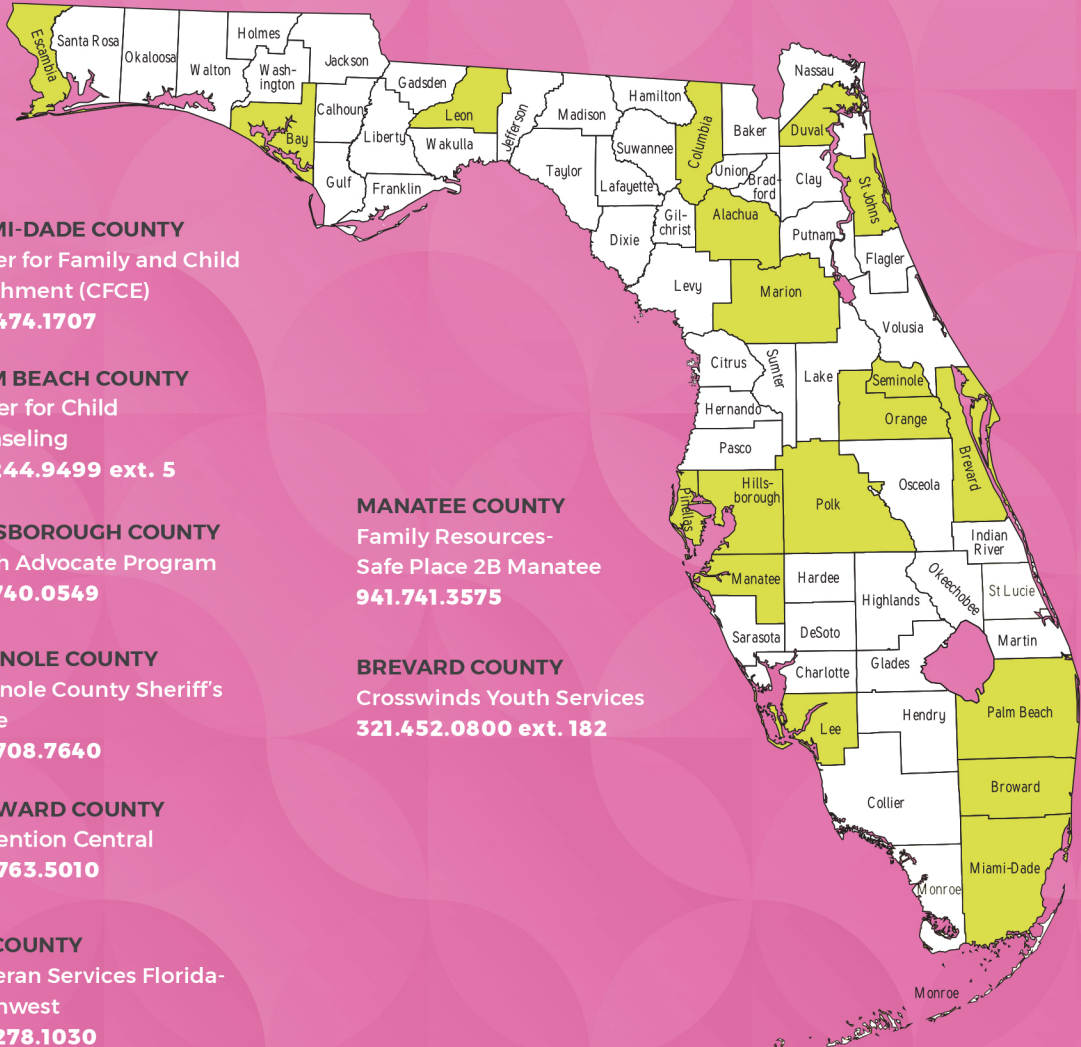 MI-DADE COUNTY
er for Family and Child
hment (CFCE)
474.1707
M BEACH COUNTY
er for Child
nseling
244.9499 ext. 5
SBOROUGH COUNTY
h Advocate Program
740.0549
NOLE COUNTY
nole County Sheriff's
e
708.7640
WARD COUNTY
ention Central
763.5010
COUNTY
eran Services Florida-
hwest
278.1030
MANATEE COUNTY
Family Resources-
Safe Place 2B Manatee
941.741.3575
BREVARD COUNTY
Crosswinds Youth Services
321.452.0800 ext. 182
Escambia
Santa Rosa
Okaloosa
Walton
Holmes
Wash-
ington
Jackson
Bay
Calhoun
Gulf
Liberty
Gadsden
Franklin
Leon
Wakulla
Jefferson
Madison
Taylor
Hamilton
Suwannee
Lafayette
Dixie
Columbia
Gil-
christ
Levy
Baker
Union
Brad-
ford
Alachua
Marion
Nassau
Duval
Clay
St Johns
Putnam
Flagler
Volusia
Citrus
Sumter
Lake
Seminole
Orange
Hernando
Pasco
Pinellas
Hills-
borough
Polk
Osceola
Brevard
Indian
River
Manatee
Hardee
Highlands
Okeechobee
St Lucie
Sarasota
DeSoto
Martin
Charlotte
Glades
Lee
Hendry
Palm Beach
Collier
Broward
Miami-Dade
Monroe
Monroe